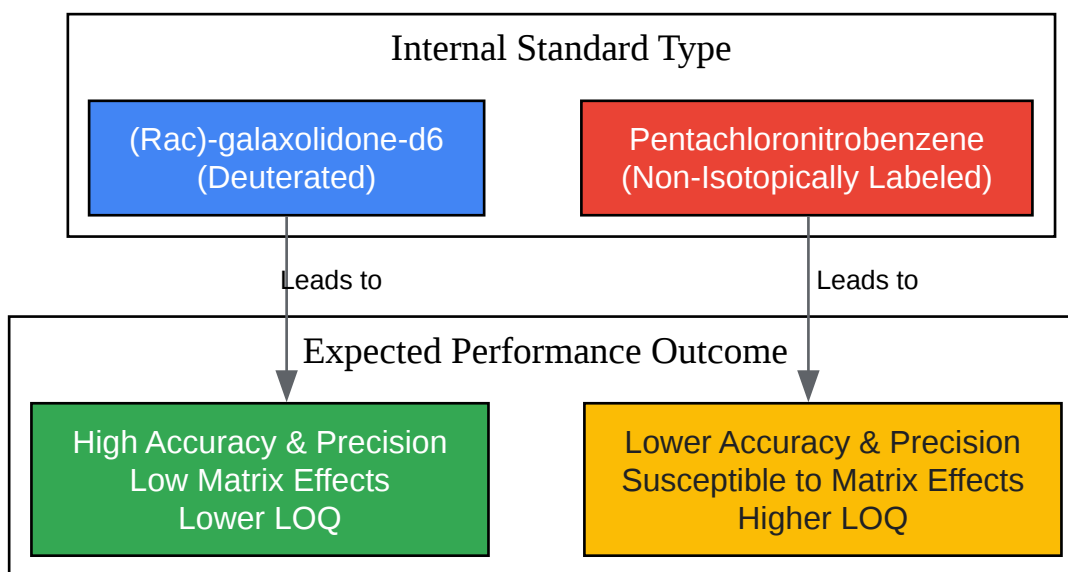 Internal Standard Type
(Rac)-galaxolidone-d6
(Deuterated)
Pentachloronitrobenzene
(Non-Isotopically Labeled)
Leads to
Leads to
Expected Performance Outcome
High Accuracy & Precision
Low Matrix Effects
Lower LOQ
Lower Accuracy & Precision
Susceptible to Matrix Effects
Higher LOQ